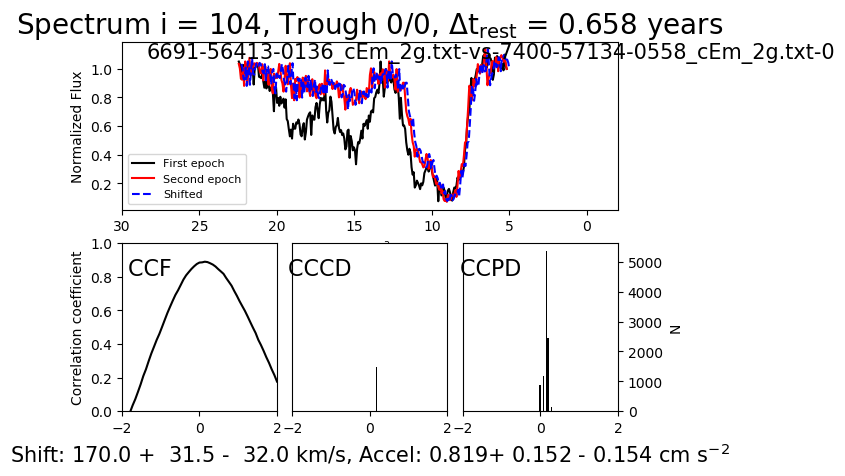 Spectrum i = 104, Trough 0/0, Δt_rest = 0.658 years
6691-56413-0136_cEm_2g.txt-vs-7400-57134-0558_cEm_2g.txt-0
Normalized Flux
1.0
0.8
0.6
0.4
0.2
First epoch
Second epoch
Shifted
30 25 20 15 10 5 0
Correlation coefficient
1.0
0.8
0.6
0.4
0.2
0.0
CCF
−2 0 2
CCCD
−2 0 2
CCPD
−2 0 2
5000
4000
3000
2000
1000
0
N
Shift: 170.0 + 31.5 - 32.0 km/s, Accel: 0.819+ 0.152 - 0.154 cm s⁻²